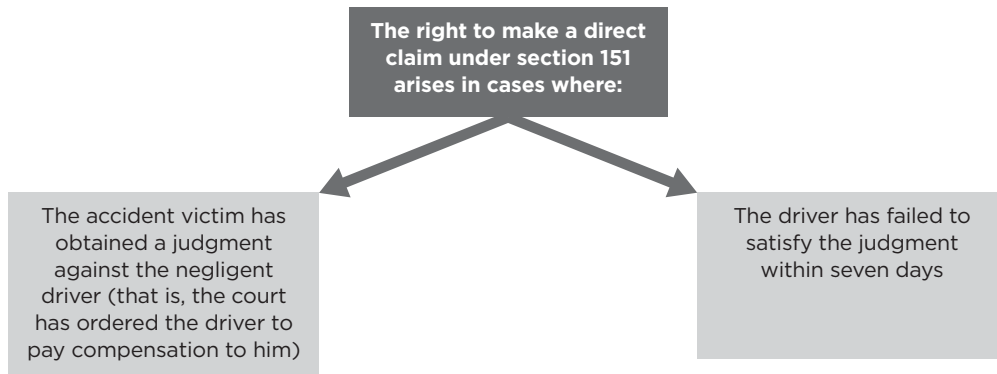 The right to make a direct
claim under section 151
arises in cases where:
The accident victim has
obtained a judgment
against the negligent
driver (that is, the court
has ordered the driver to
pay compensation to him)
The driver has failed to
satisfy the judgment
within seven days